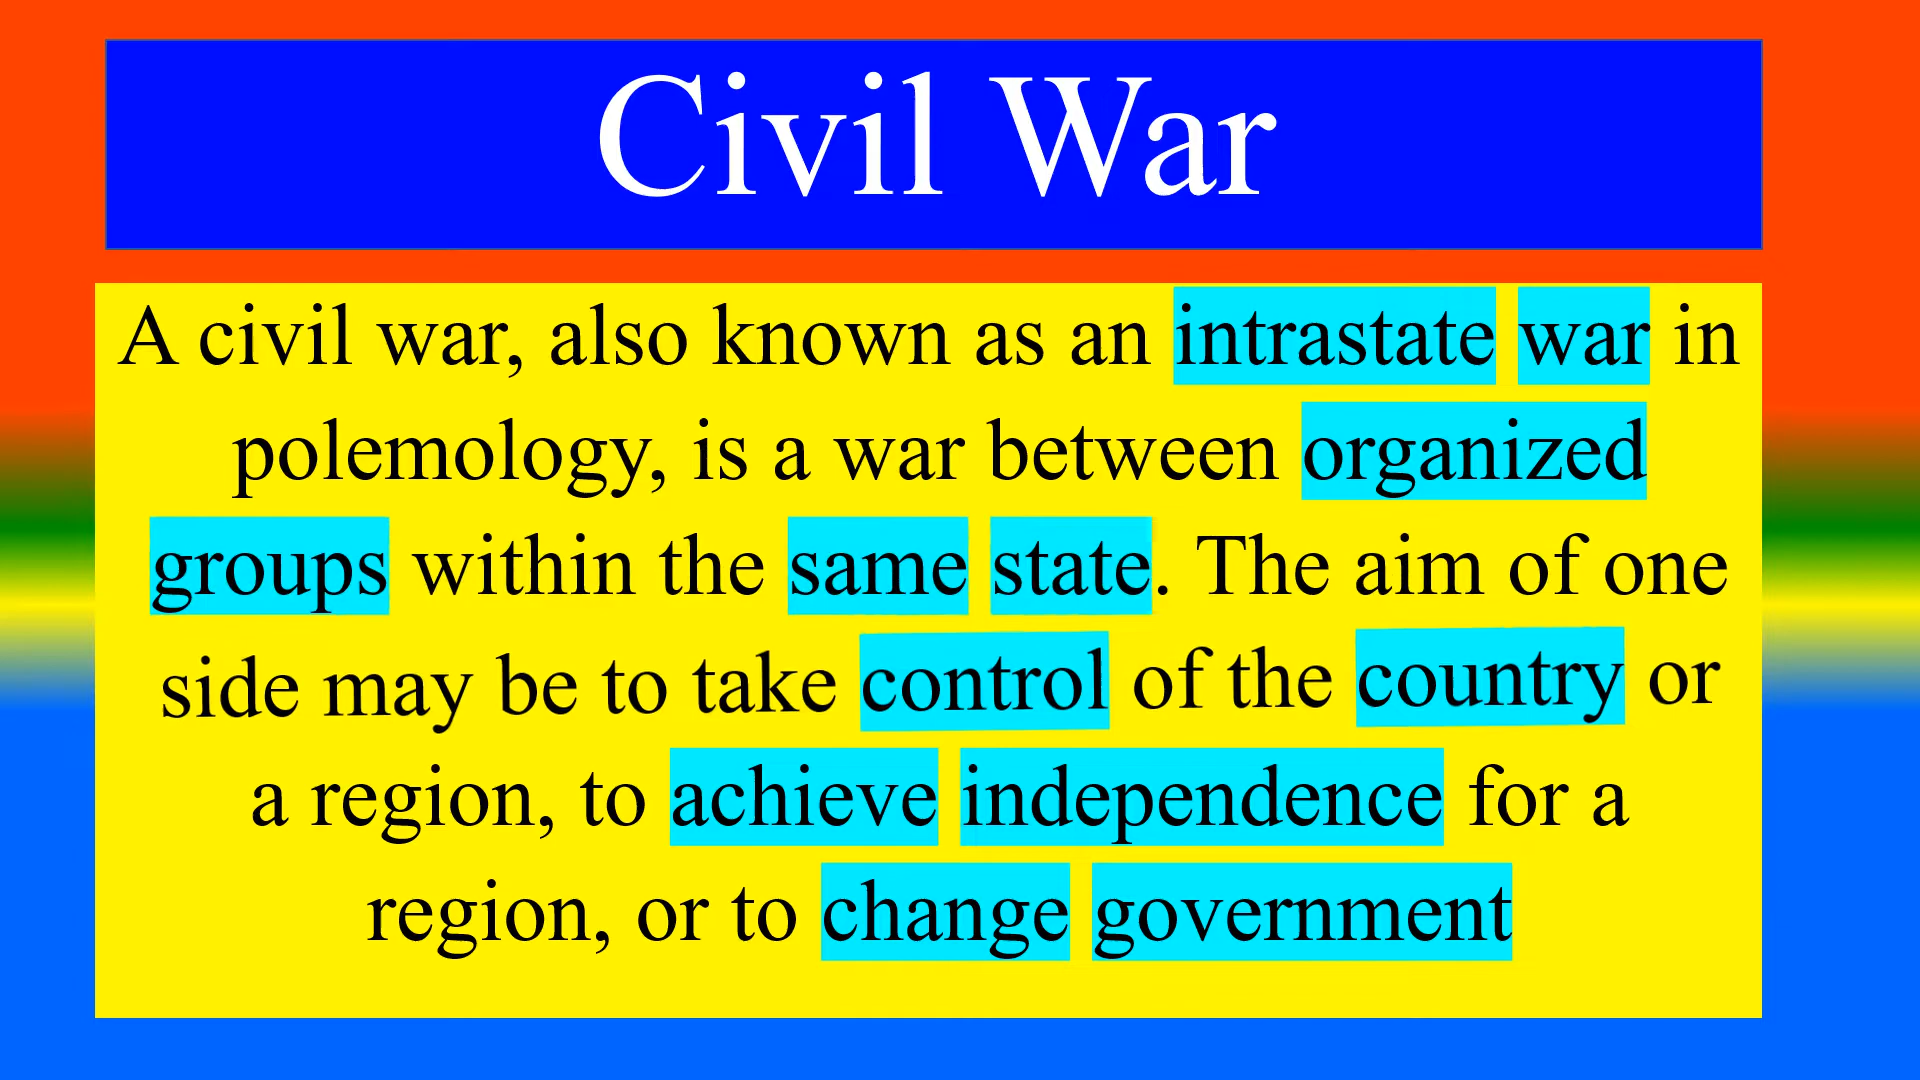 Civil War
A civil war, also known as an intrastate war in
polemology, is a war between organized
groups within the same state. The aim of one
side may be to take control of the country or
a region, to achieve independence for a
region, or to change government